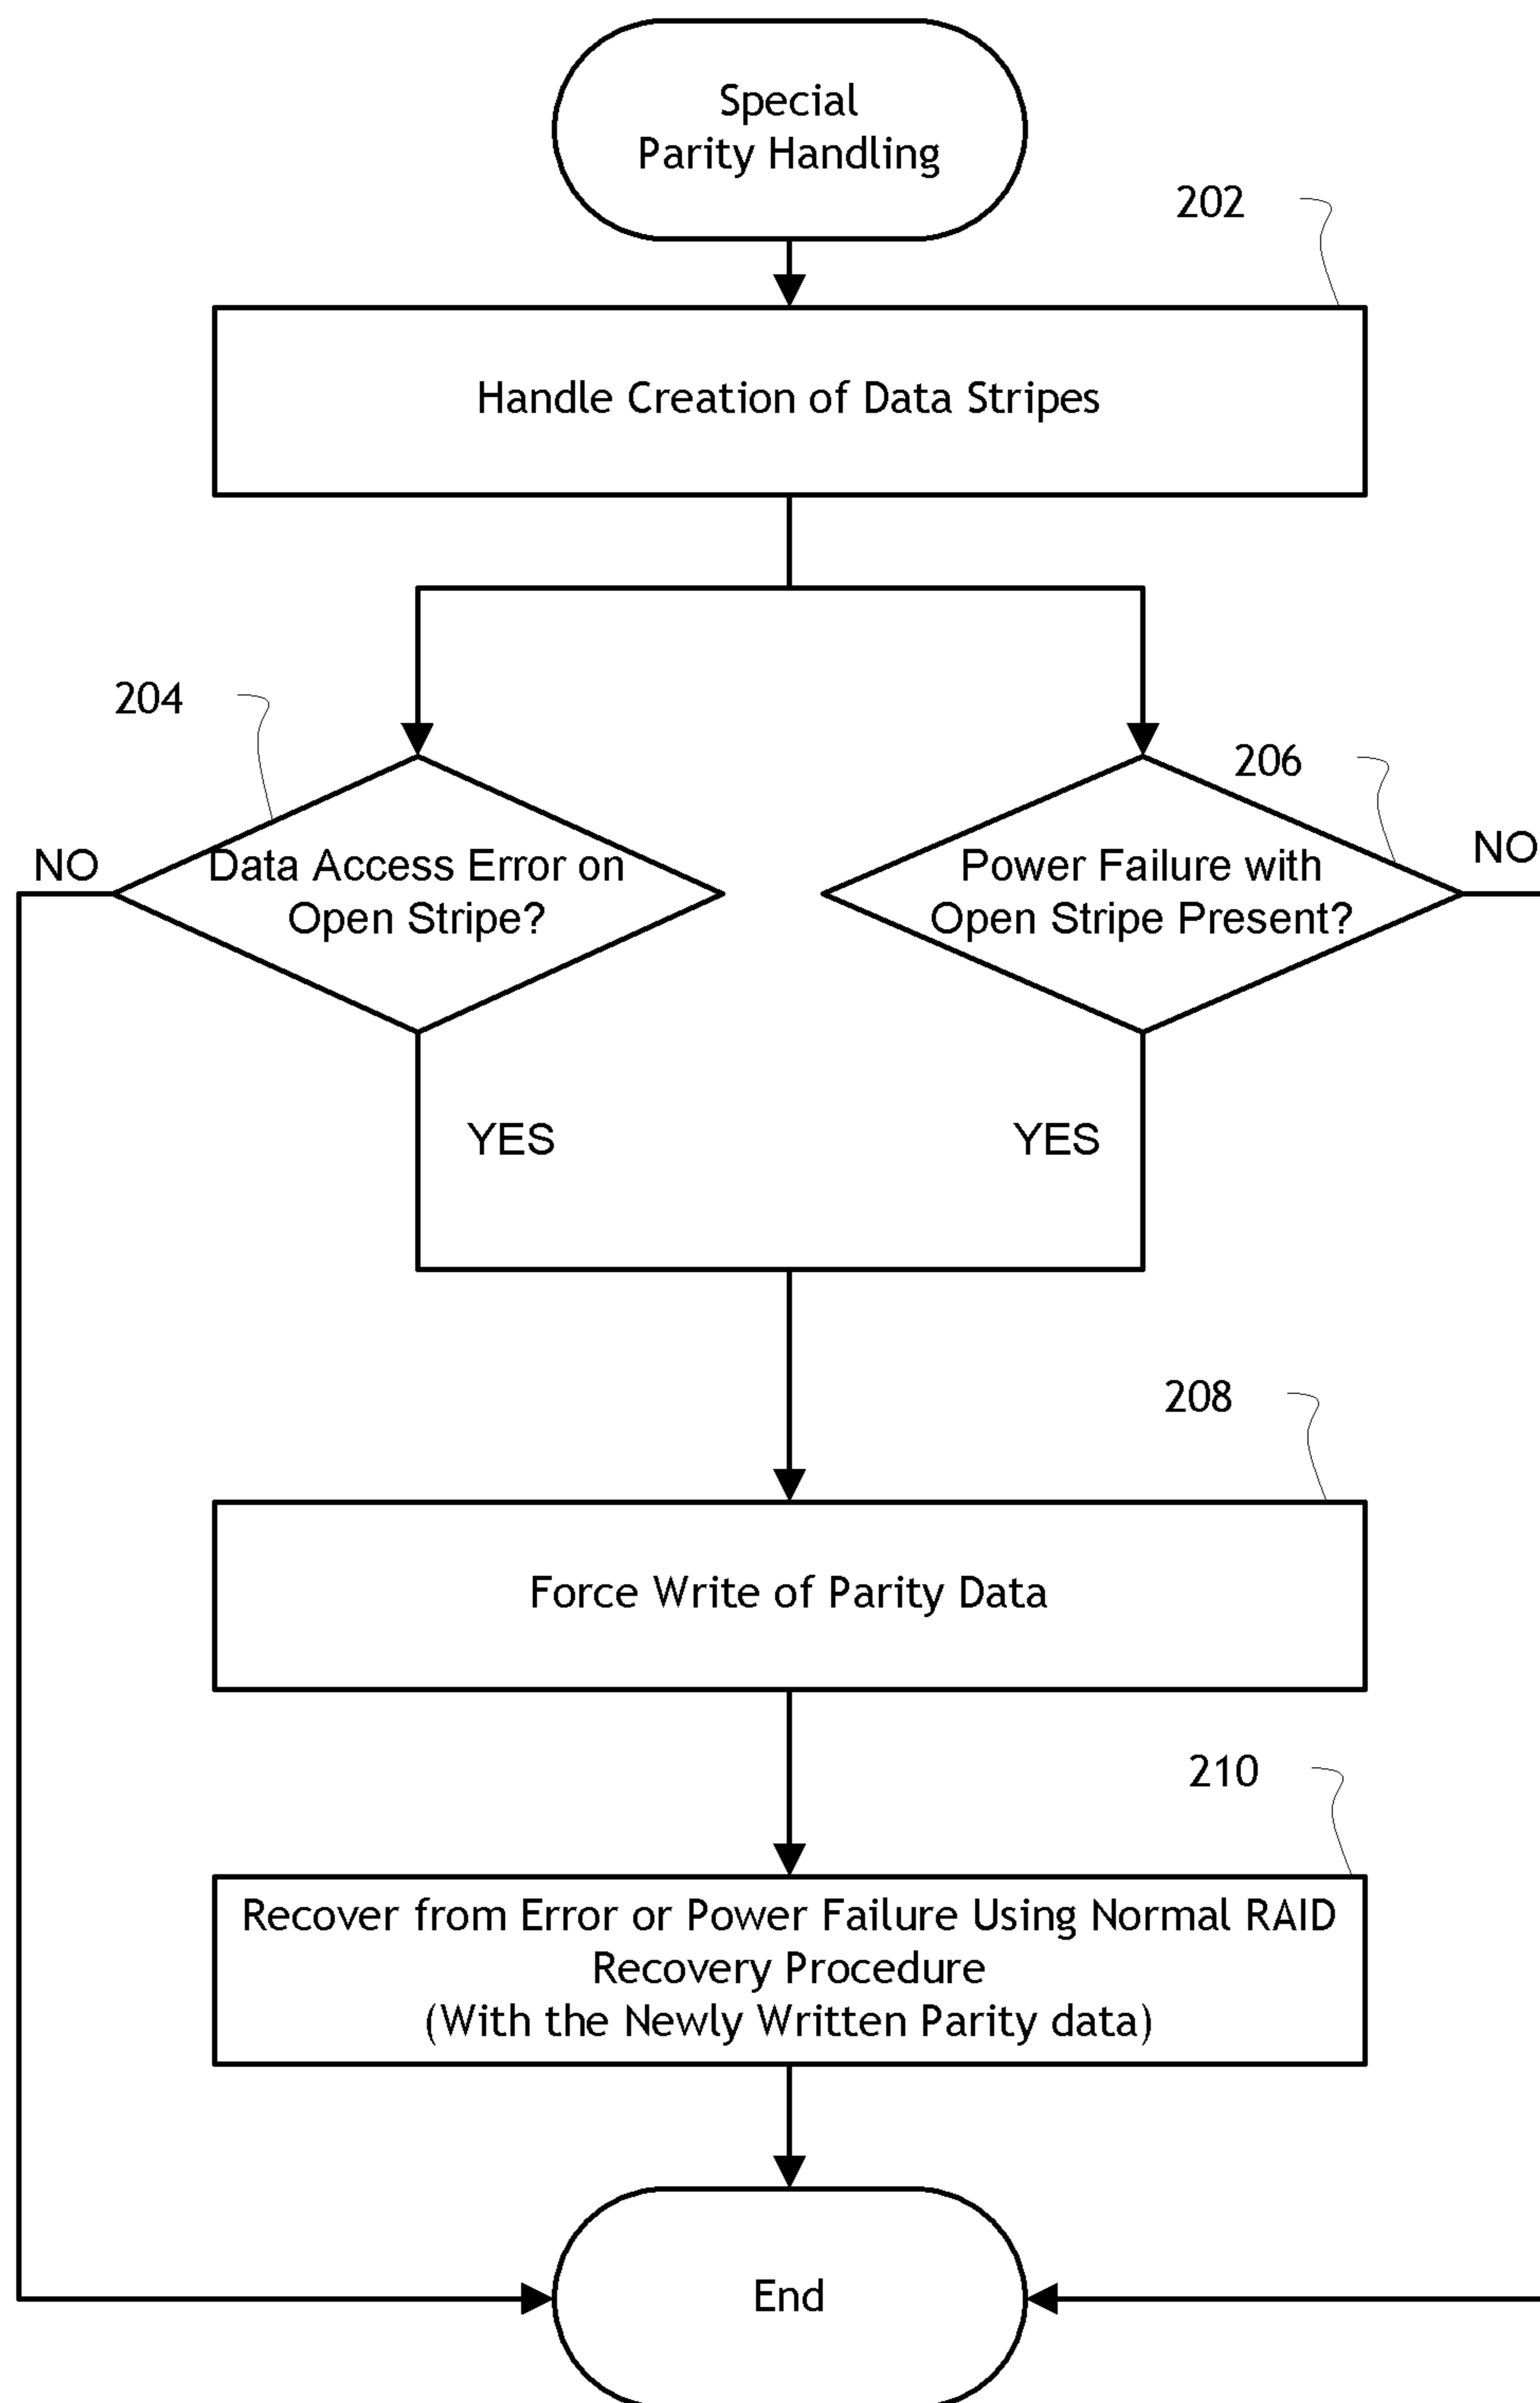 Special
Parity Handling
202
Handle Creation of Data Stripes
204
206
NO
Data Access Error on
Open Stripe?
Power Failure with
Open Stripe Present?
NO
YES
YES
208
Force Write of Parity Data
210
Recover from Error or Power Failure Using Normal RAID
Recovery Procedure
(With the Newly Written Parity data)
End